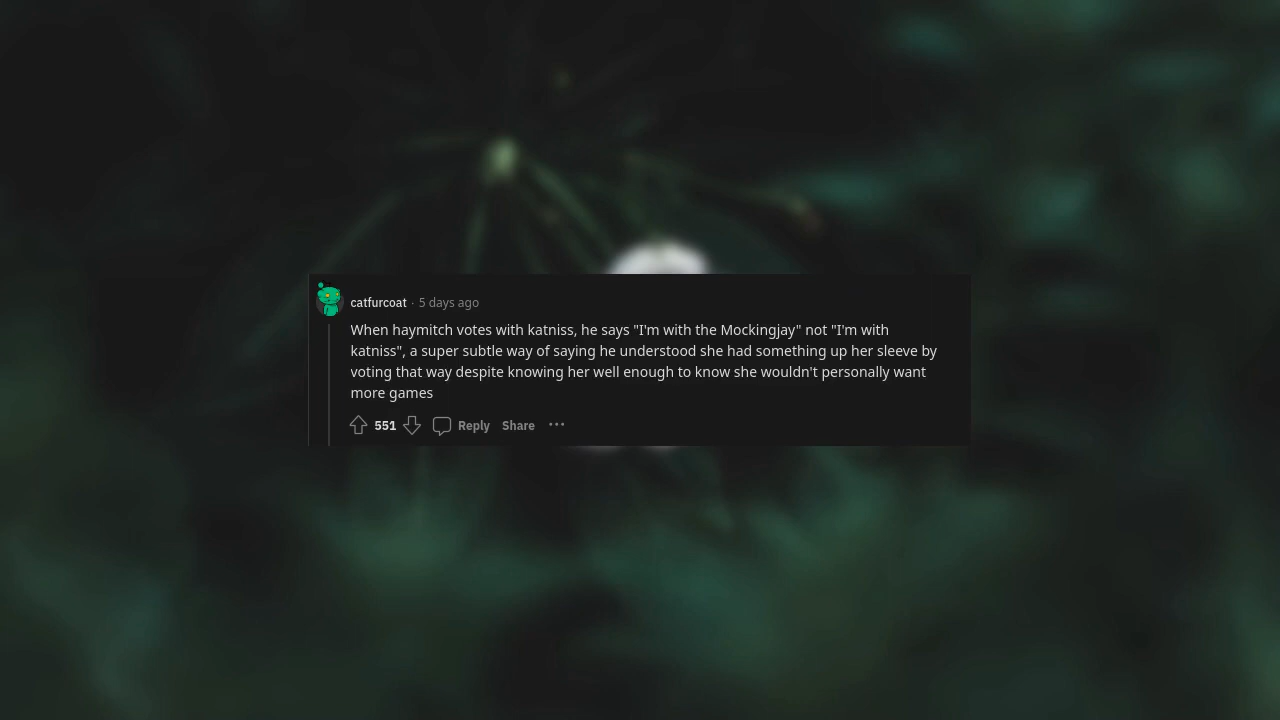 catfurcoat · 5 days ago
When haymitch votes with katniss, he says "I'm with the Mockingjay" not "I'm with
katniss", a super subtle way of saying he understood she had something up her sleeve by
voting that way despite knowing her well enough to know she wouldn't personally want
more games
551 Reply Share ···